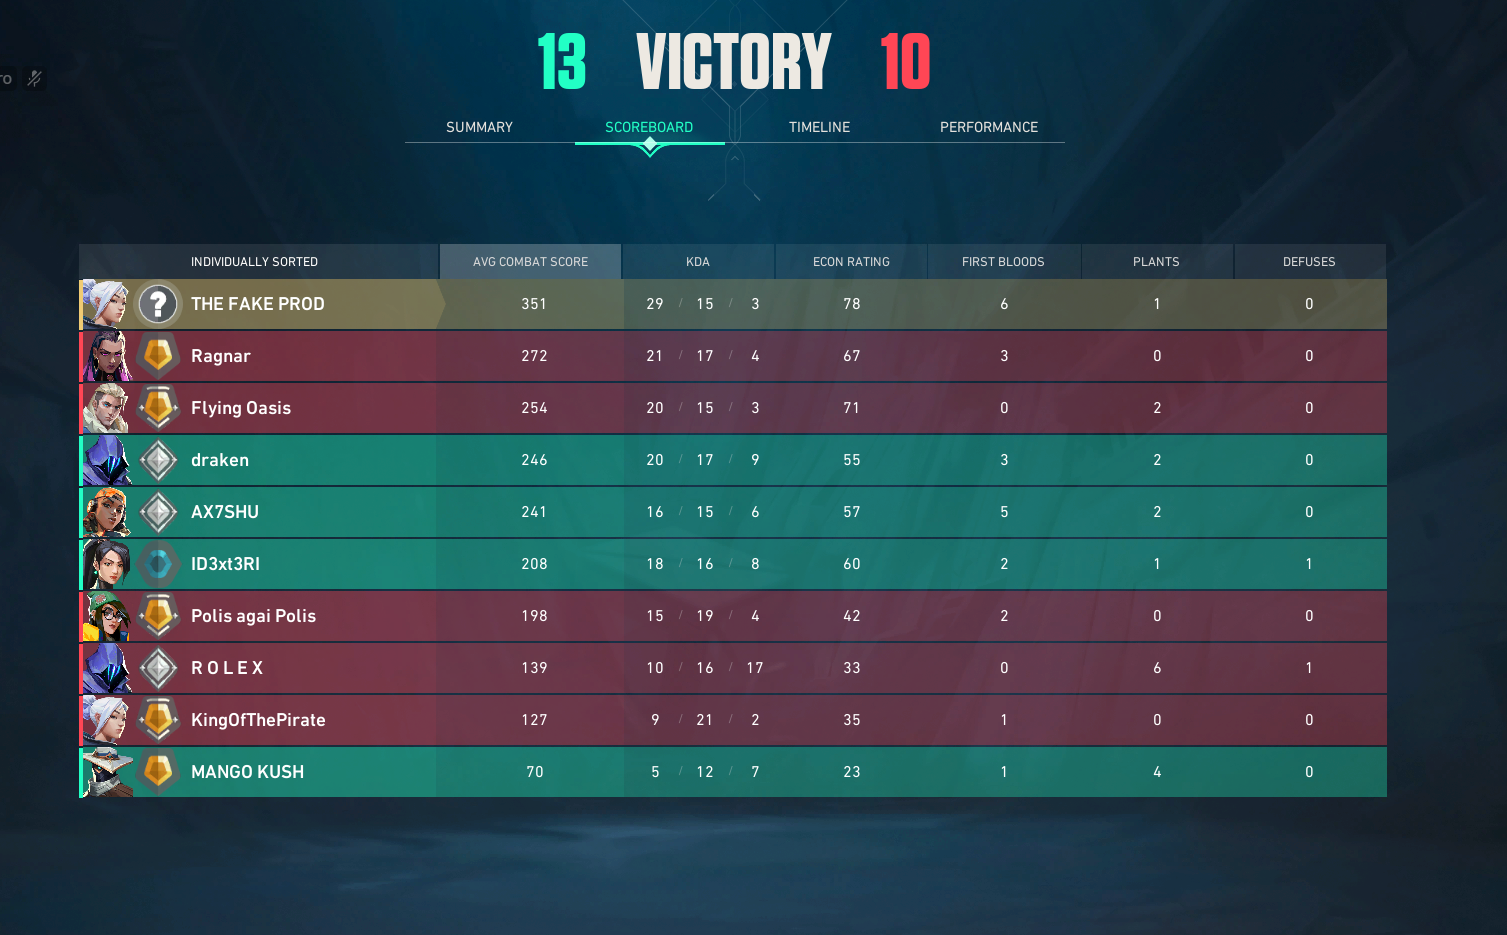 13 VICTORY 10
ro
SUMMARY SCOREBOARD TIMELINE PERFORMANCE
INDIVIDUALLY SORTED AVG COMBAT SCORE KDA ECON RATING FIRST BLOODS PLANTS DEFUSES
? THE FAKE PROD 351 29 / 15 / 3 78 6 1 0
Ragnar 272 21 / 17 / 4 67 3 0 0
Flying Oasis 254 20 / 15 / 3 71 0 2 0
draken 246 20 / 17 / 9 55 3 2 0
AX7SHU 241 16 / 15 / 6 57 5 2 0
ID3xt3RI 208 18 / 16 / 8 60 2 1 1
Polis agai Polis 198 15 / 19 / 4 42 2 0 0
R O L E X 139 10 / 16 / 17 33 0 6 1
KingOfThePirate 127 9 / 21 / 2 35 1 0 0
MANGO KUSH 70 5 / 12 / 7 23 1 4 0